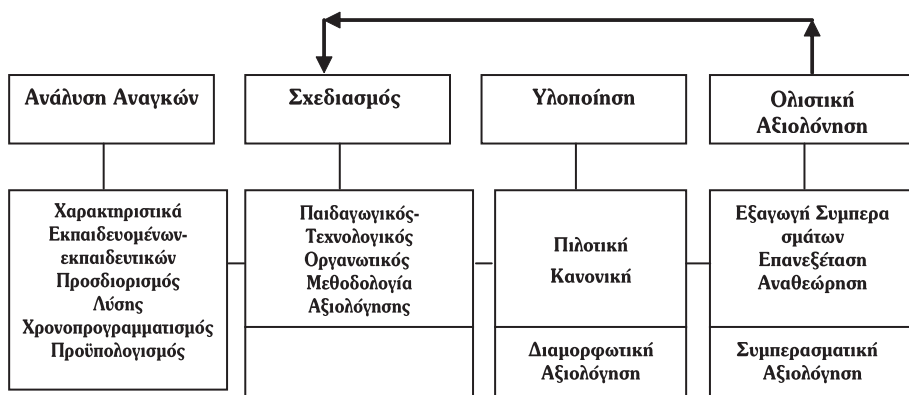 Ανάλυση Αναγκών
Σχεδιασμός
Υλοποίηση
Ολιστική
Αξιολόνηση
Χαρακτηριστικά
Εκπαιδευομένων-
εκπαιδευτικών
Προσδιορισμός
Λύσης
Χρονοπρογραμματισμός
Προϋπολογισμός
Παιδαγωγικός-
Τεχνολογικός
Οργανωτικός
Μεθοδολογία
Αξιολόγησης
Πιλοτική
Κανονική
Διαμορφωτική
Αξιολόγηση
Εξαγωγή Συμπερα
σμάτων
Επανεξέταση
Αναθεώρηση
Συμπερασματική
Αξιολόγηση